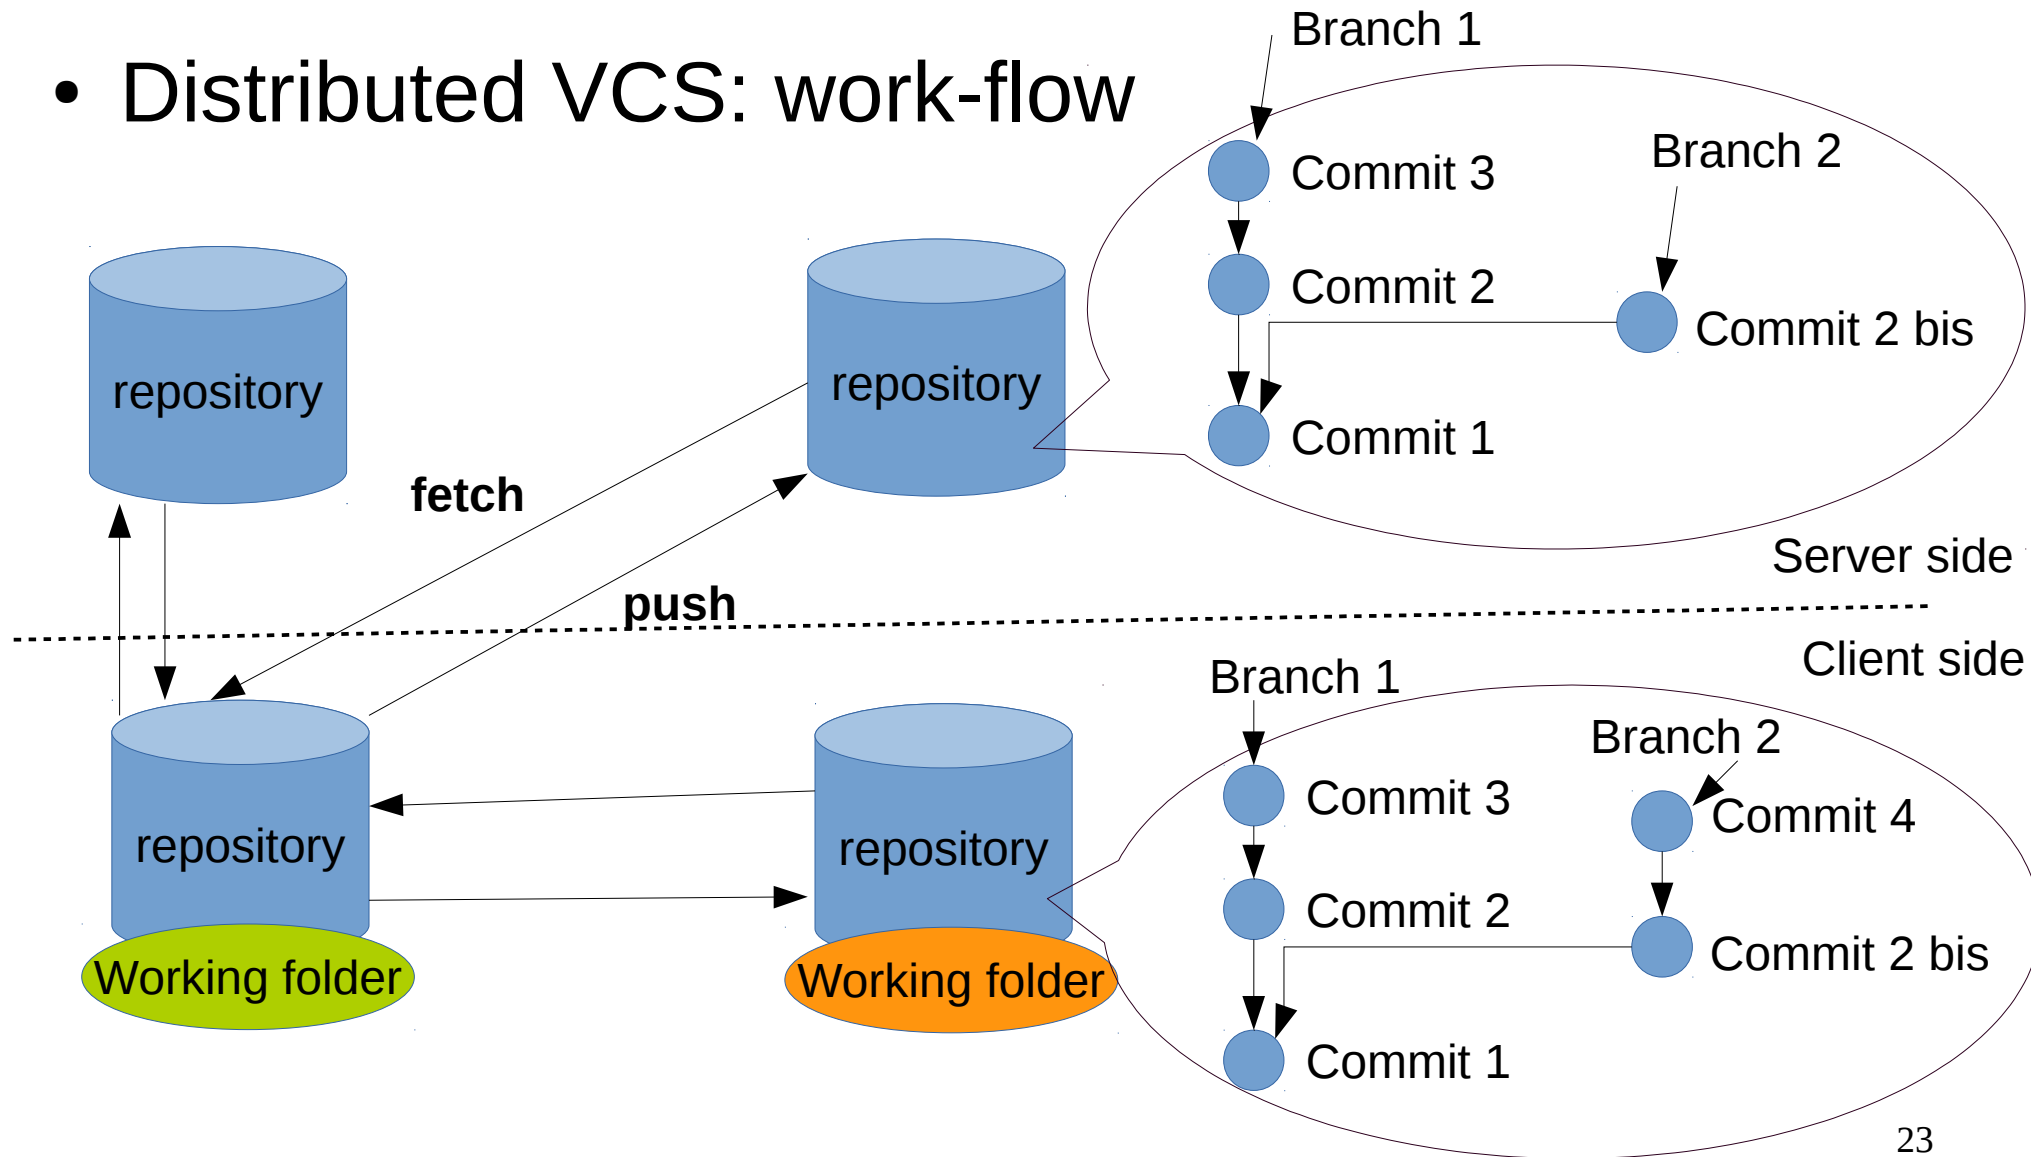 • Distributed VCS: work-flow
Branch 1
Commit 3
Branch 2
Commit 2
Commit 2 bis
Commit 1
repository
repository
fetch
push
Server side
Client side
Branch 1
Branch 2
Commit 3
Commit 4
Commit 2
Commit 2 bis
Commit 1
repository
repository
Working folder
Working folder
23